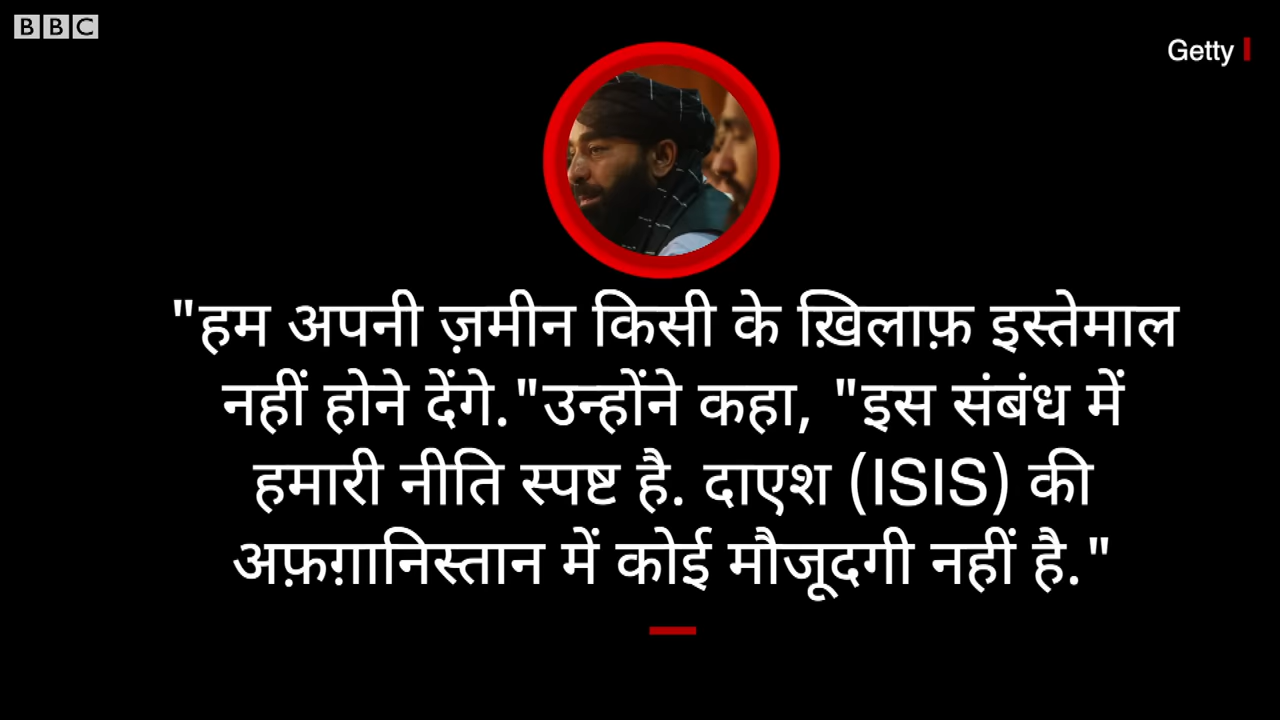 BBC
Getty
"हम अपनी ज़मीन किसी के ख़िलाफ़ इस्तेमाल
नहीं होने देंगे."उन्होंने कहा, "इस संबंध में
हमारी नीति स्पष्ट है. दाएश (ISIS) की
अफ़ग़ानिस्तान में कोई मौजूदगी नहीं है."